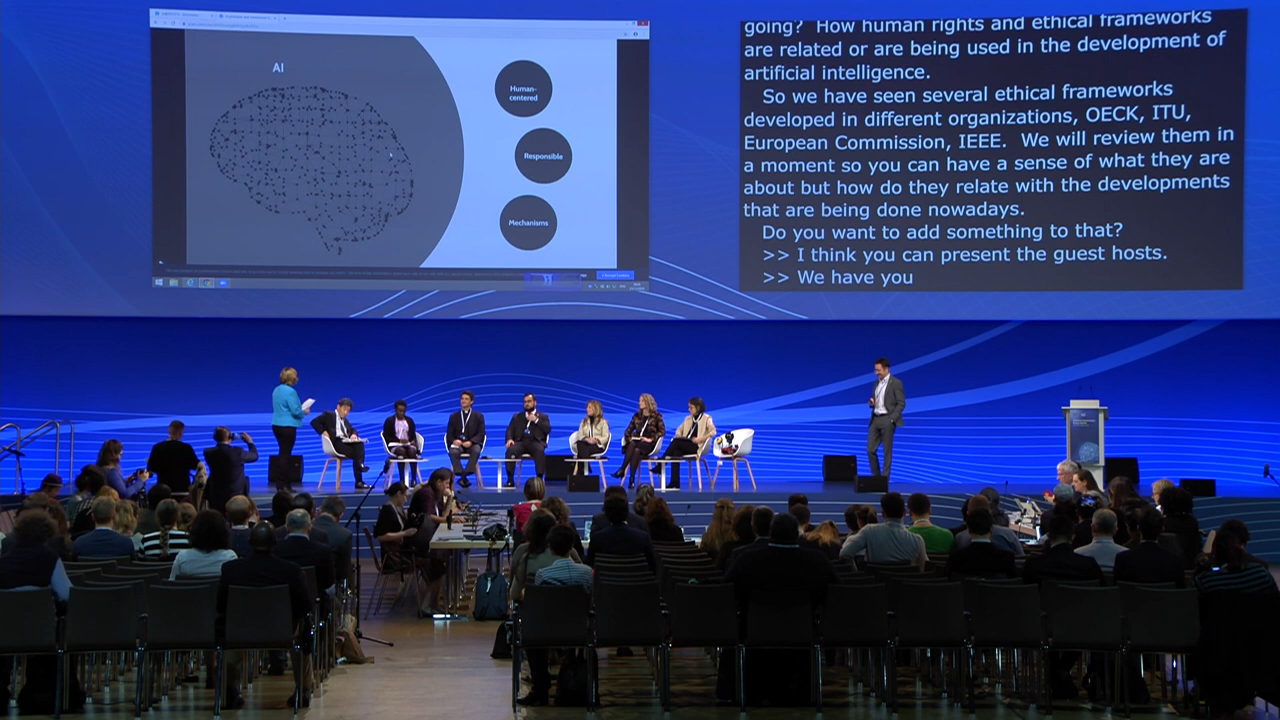 AI
Human-
centered
Responsible
Mechanisms
going? How human rights and ethical frameworks
are related or are being used in the development of
artificial intelligence.
So we have seen several ethical frameworks
developed in different organizations, OECK, ITU,
European Commission, IEEE. We will review them in
a moment so you can have a sense of what they are
about but how do they relate with the developments
that are being done nowadays.
Do you want to add something to that?
>> I think you can present the guest hosts.
>> We have you